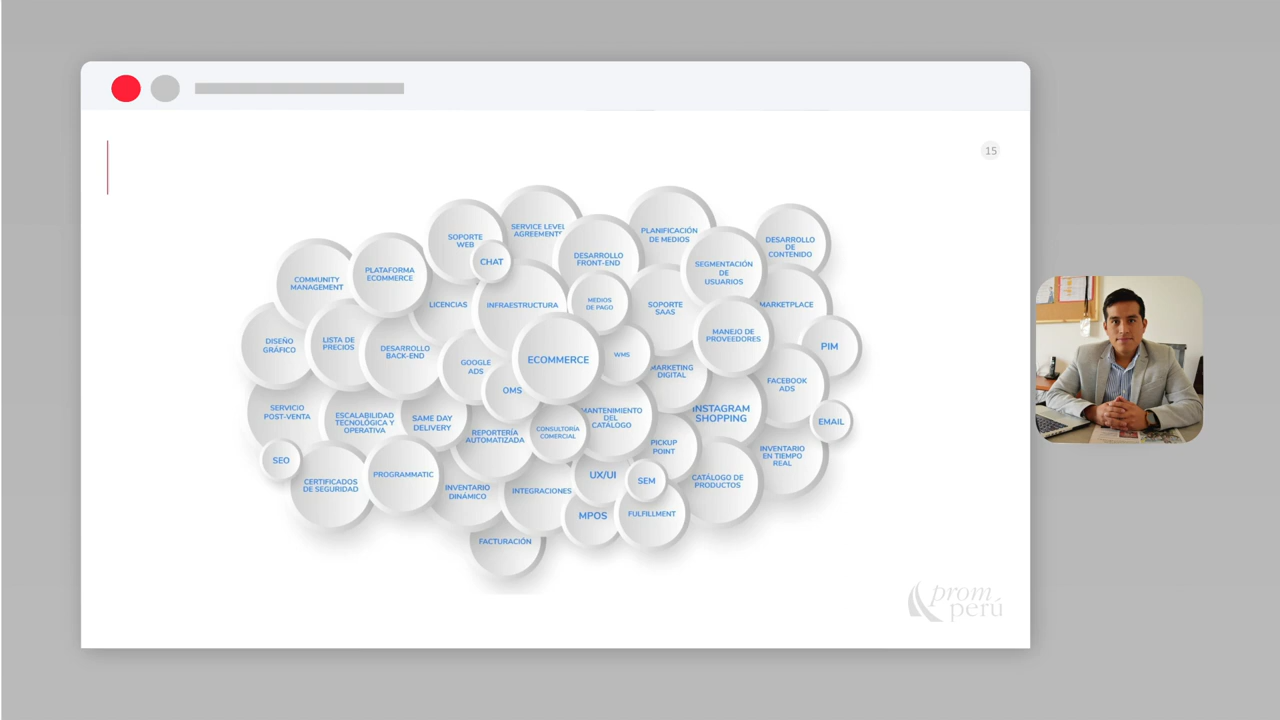 15
SERVICE LEVEL
AGREEMENTS
PLANIFICACIÓN
DE MEDIOS
SOPORTE
WEB
DESARROLLO
DE
CONTENIDO
CHAT
DESARROLLO
FRONT-END
SEGMENTACIÓN
DE
USUARIOS
PLATAFORMA
ECOMMERCE
COMMUNITY
MANAGEMENT
LICENCIAS
INFRAESTRUCTURA
MEDIOS
DE PAGO
SOPORTE
SAAS
MARKETPLACE
MANEJO DE
PROVEEDORES
DISEÑO
GRÁFICO
LISTA DE
PRECIOS
DESARROLLO
BACK-END
PIM
ECOMMERCE
WMS
GOOGLE
ADS
MARKETING
DIGITAL
FACEBOOK
ADS
OMS
SERVICIO
POST-VENTA
ESCALABILIDAD
TECNOLÓGICA Y
OPERATIVA
SAME DAY
DELIVERY
MANTENIMIENTO
DEL
CATÁLOGO
INSTAGRAM
SHOPPING
EMAIL
REPORTERÍA
AUTOMATIZADA
CONSULTORÍA
COMERCIAL
PICKUP
POINT
INVENTARIO
EN TIEMPO
REAL
SEO
PROGRAMMATIC
UX/UI
SEM
CATÁLOGO DE
PRODUCTOS
CERTIFICADOS
DE SEGURIDAD
INVENTARIO
DINÁMICO
INTEGRACIONES
MPOS
FULFILLMENT
FACTURACIÓN
prom
perú